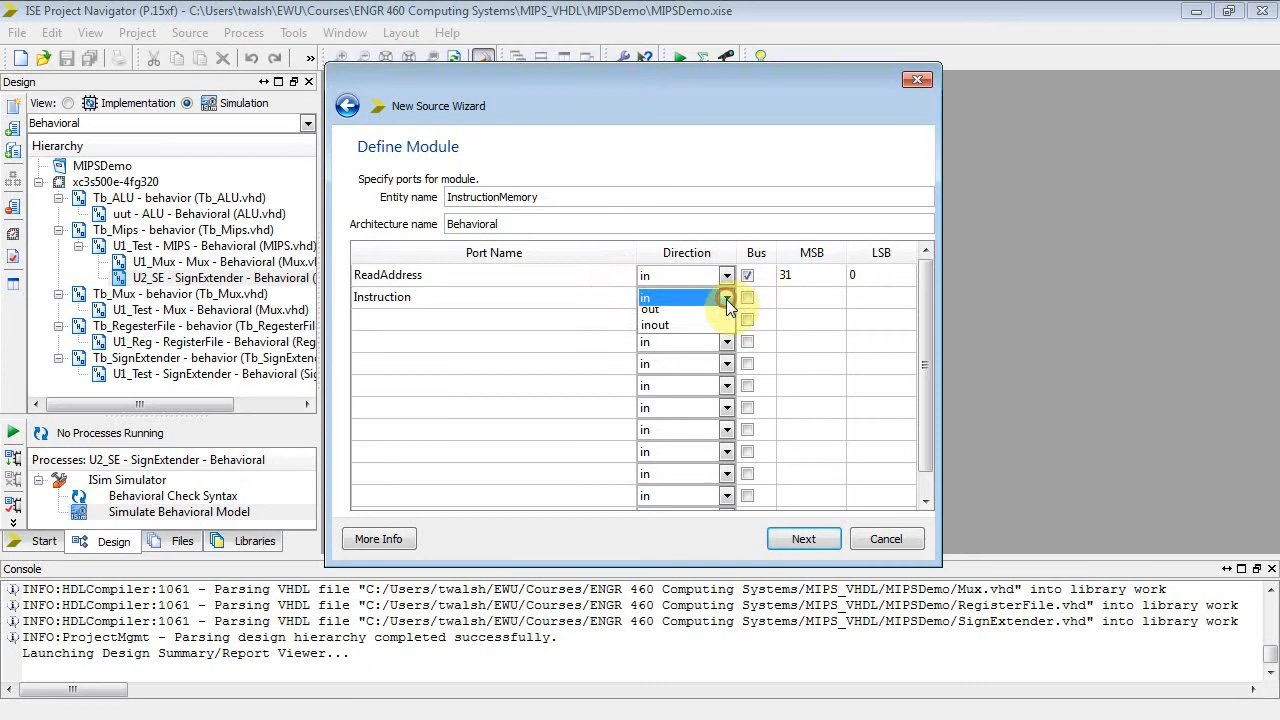 ISE Project Navigator (P.15xf) - C:\Users\twalsh\EWU\Courses\ENGR 460 Computing Systems\MIPS_VHDL\MIPSDemo\MIPSDemo.xise
File Edit View Project Source Process Tools Window Layout Help
Design
View: Implementation Simulation
Behavioral
Hierarchy
MIPSDemo
xc3s500e-4fg320
Tb_ALU - behavior (Tb_ALU.vhd)
uut - ALU - Behavioral (ALU.vhd)
Tb_Mips - behavior (Tb_Mips.vhd)
U1_Test - MIPS - Behavioral (MIPS.vhd)
U1_Mux - Mux - Behavioral (Mux.vhd)
U2_SE - SignExtender - Behavioral (
Tb_Mux - behavior (Tb_Mux.vhd)
U1_Test - Mux - Behavioral (Mux.vhd)
Tb_RegesterFile - behavior (Tb_Register
U1_Reg - RegisterFile - Behavioral (R
Tb_SignExtender - behavior (Tb_SignExten
U1_Test - SignExtender - Behavioral (Si
No Processes Running
Processes: U2_SE - SignExtender - Behavioral
ISim Simulator
Behavioral Check Syntax
Simulate Behavioral Model
Start Design Files Libraries
New Source Wizard
Define Module
Specify ports for module.
Entity name InstructionMemory
Architecture name Behavioral
Port Name Direction Bus MSB LSB
ReadAddress in 31 0
Instruction in
out
inout
in
in
in
in
in
in
in
in
More Info Next Cancel
Console
INFO:HDLCompiler:1061 - Parsing VHDL file "C:/Users/twalsh/EWU/Courses/ENGR 460 Computing Systems/MIPS_VHDL/MIPSDemo/Mux.vhd" into library work
INFO:HDLCompiler:1061 - Parsing VHDL file "C:/Users/twalsh/EWU/Courses/ENGR 460 Computing Systems/MIPS_VHDL/MIPSDemo/RegisterFile.vhd" into library work
INFO:HDLCompiler:1061 - Parsing VHDL file "C:/Users/twalsh/EWU/Courses/ENGR 460 Computing Systems/MIPS_VHDL/MIPSDemo/SignExtender.vhd" into library work
INFO:ProjectMgmt - Parsing design hierarchy completed successfully.
Launching Design Summary/Report Viewer...